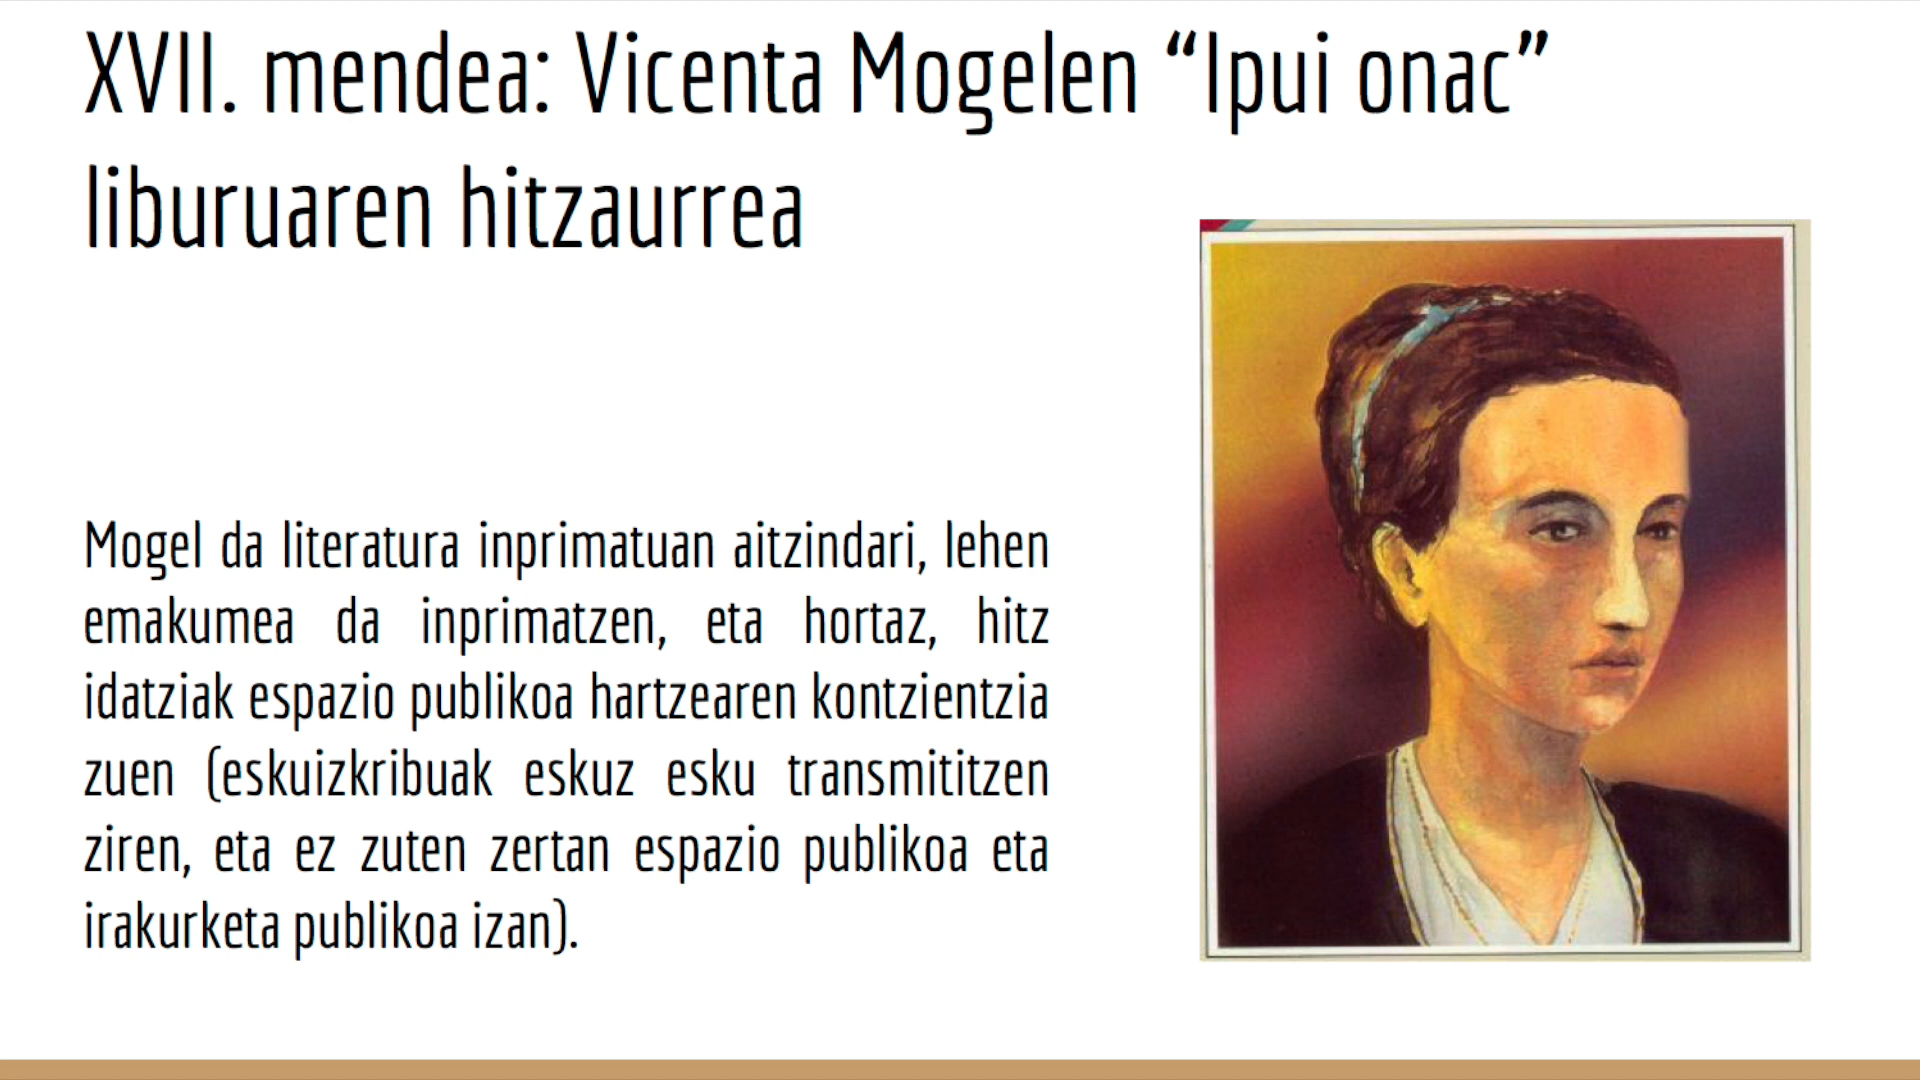 XVII. mendea: Vicenta Mogelen “Ipui onac”
liburuaren hitzaurrea
Mogel da literatura inprimatuan aitzindari, lehen
emakumea da inprimatzen, eta hortaz, hitz
idatziak espazio publikoa hartzearen kontzientzia
zuen (eskuizkribuak eskuz esku transmititzen
ziren, eta ez zuten zertan espazio publikoa eta
irakurketa publikoa izan).